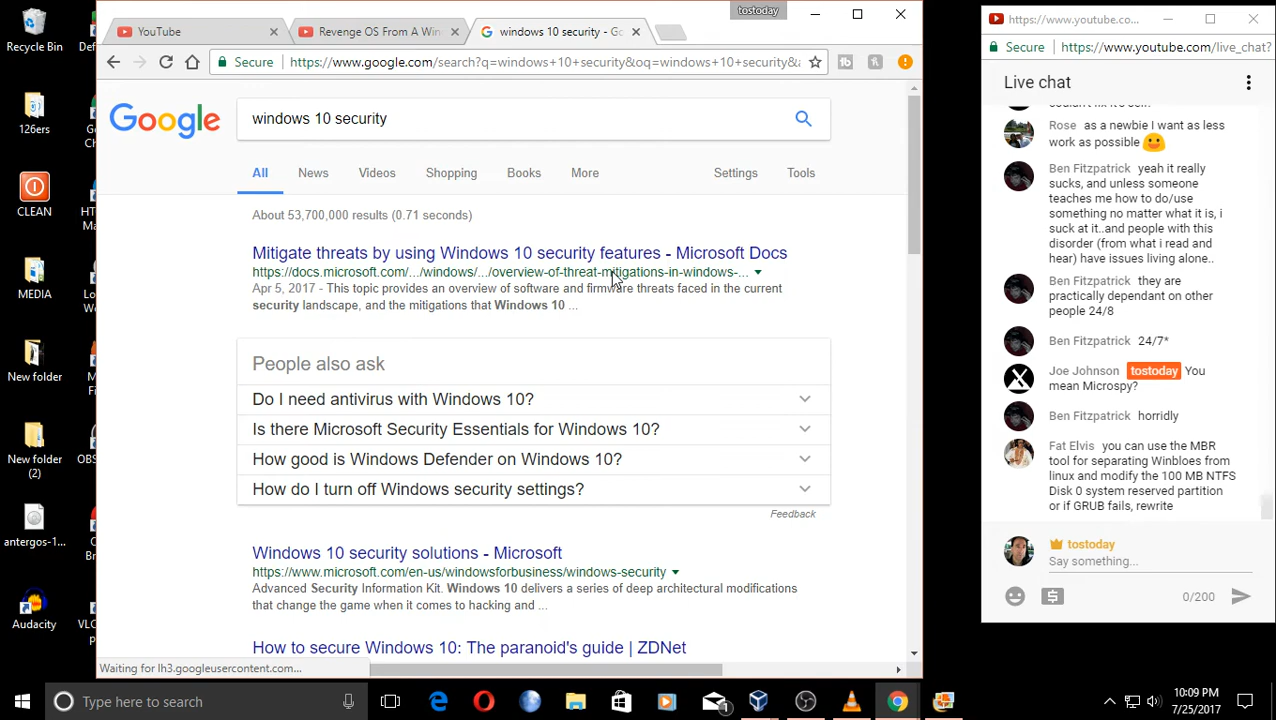 tostoday
YouTube
Revenge OS From A Win
windows 10 security - Go
Secure
https://www.google.com/search?q=windows+10+security&oq=windows+10+security&
Google
windows 10 security
All
News
Videos
Shopping
Books
More
Settings
Tools
About 53,700,000 results (0.71 seconds)
Mitigate threats by using Windows 10 security features - Microsoft Docs
https://docs.microsoft.com/.../windows/.../overview-of-threat-mitigations-in-windows-...
Apr 5, 2017 - This topic provides an overview of software and firmware threats faced in the current
security landscape, and the mitigations that Windows 10 ...
People also ask
Do I need antivirus with Windows 10?
Is there Microsoft Security Essentials for Windows 10?
How good is Windows Defender on Windows 10?
How do I turn off Windows security settings?
Feedback
Windows 10 security solutions - Microsoft
https://www.microsoft.com/en-us/windowsforbusiness/windows-security
Advanced Security information Kit. Windows 10 delivers a series of deep architectural modifications
that change the game when it comes to hacking and ...
How to secure Windows 10: The paranoid's guide | ZDNet
Waiting for lh3.googleusercontent.com...
https://www.youtube.co...
Secure
https://www.youtube.com/live_chat?
Live chat
Rose as a newbie I want as less
work as possible
Ben Fitzpatrick yeah it really
sucks, and unless someone
teaches me how to do/use
something no matter what it is, i
suck at it..and people with this
disorder (from what i read and
hear) have issues living alone..
Ben Fitzpatrick they are
practically dependant on other
people 24/8
Ben Fitzpatrick 24/7*
Joe Johnson tostoday You
mean Microspy?
Ben Fitzpatrick horridly
Fat Elvis you can use the MBR
tool for separating Winbloes from
linux and modify the 100 MB NTFS
Disk 0 system reserved partition
or if GRUB fails, rewrite
tostoday
Say something...
0/200
Recycle Bin
126ers
CLEAN
MEDIA
New folder
New folder
(2)
antergos-1...
Audacity
Type here to search
1
10:09 PM
7/25/2017